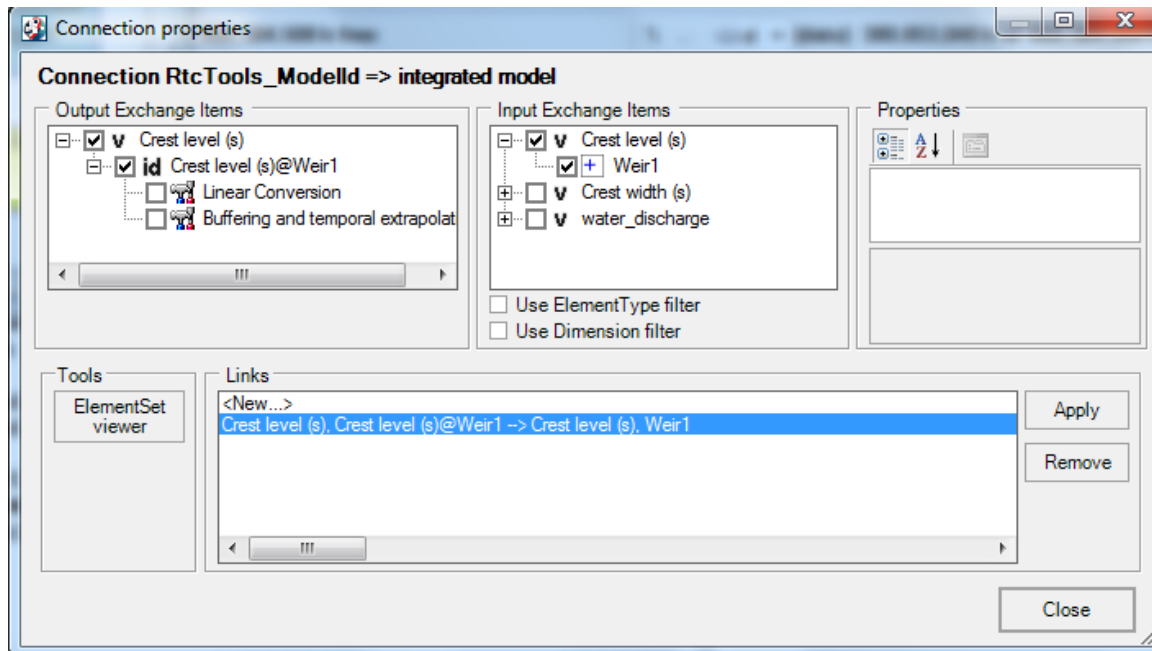 Connection properties
Connection RtcTools_ModelId => integrated model
Output Exchange Items
v Crest level (s)
id Crest level (s)@Weir1
Linear Conversion
Buffering and temporal extrapolat
Input Exchange Items
v Crest level (s)
Weir1
v Crest width (s)
v water_discharge
Use ElementType filter
Use Dimension filter
Properties
A
Z
Tools
ElementSet
viewer
Links
<New...>
Crest level (s), Crest level (s)@Weir1 --> Crest level (s), Weir1
Apply
Remove
Close